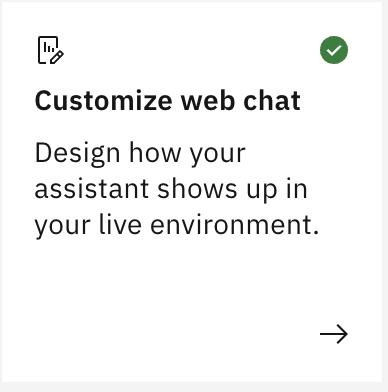 Customize web chat
Design how your
assistant shows up in
your live environment.